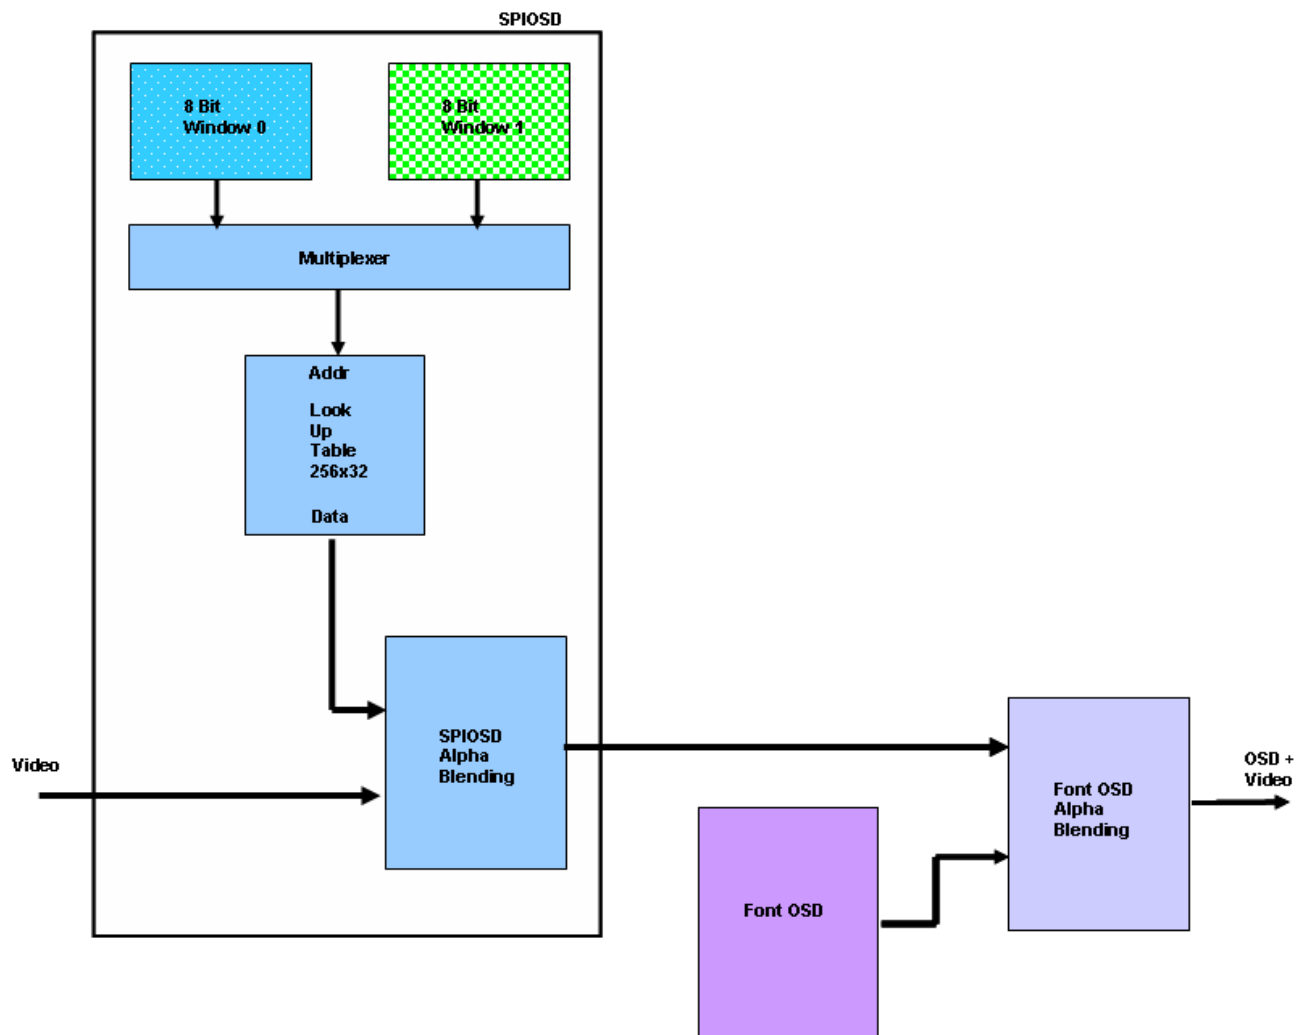 SPIOSD
8 Bit
Window 0
8 Bit
Window 1
Multiplexer
Addr
Look
Up
Table
256x32
Data
SPIOSD
Alpha
Blending
Video
Font OSD
Font OSD
Alpha
Blending
OSD +
Video